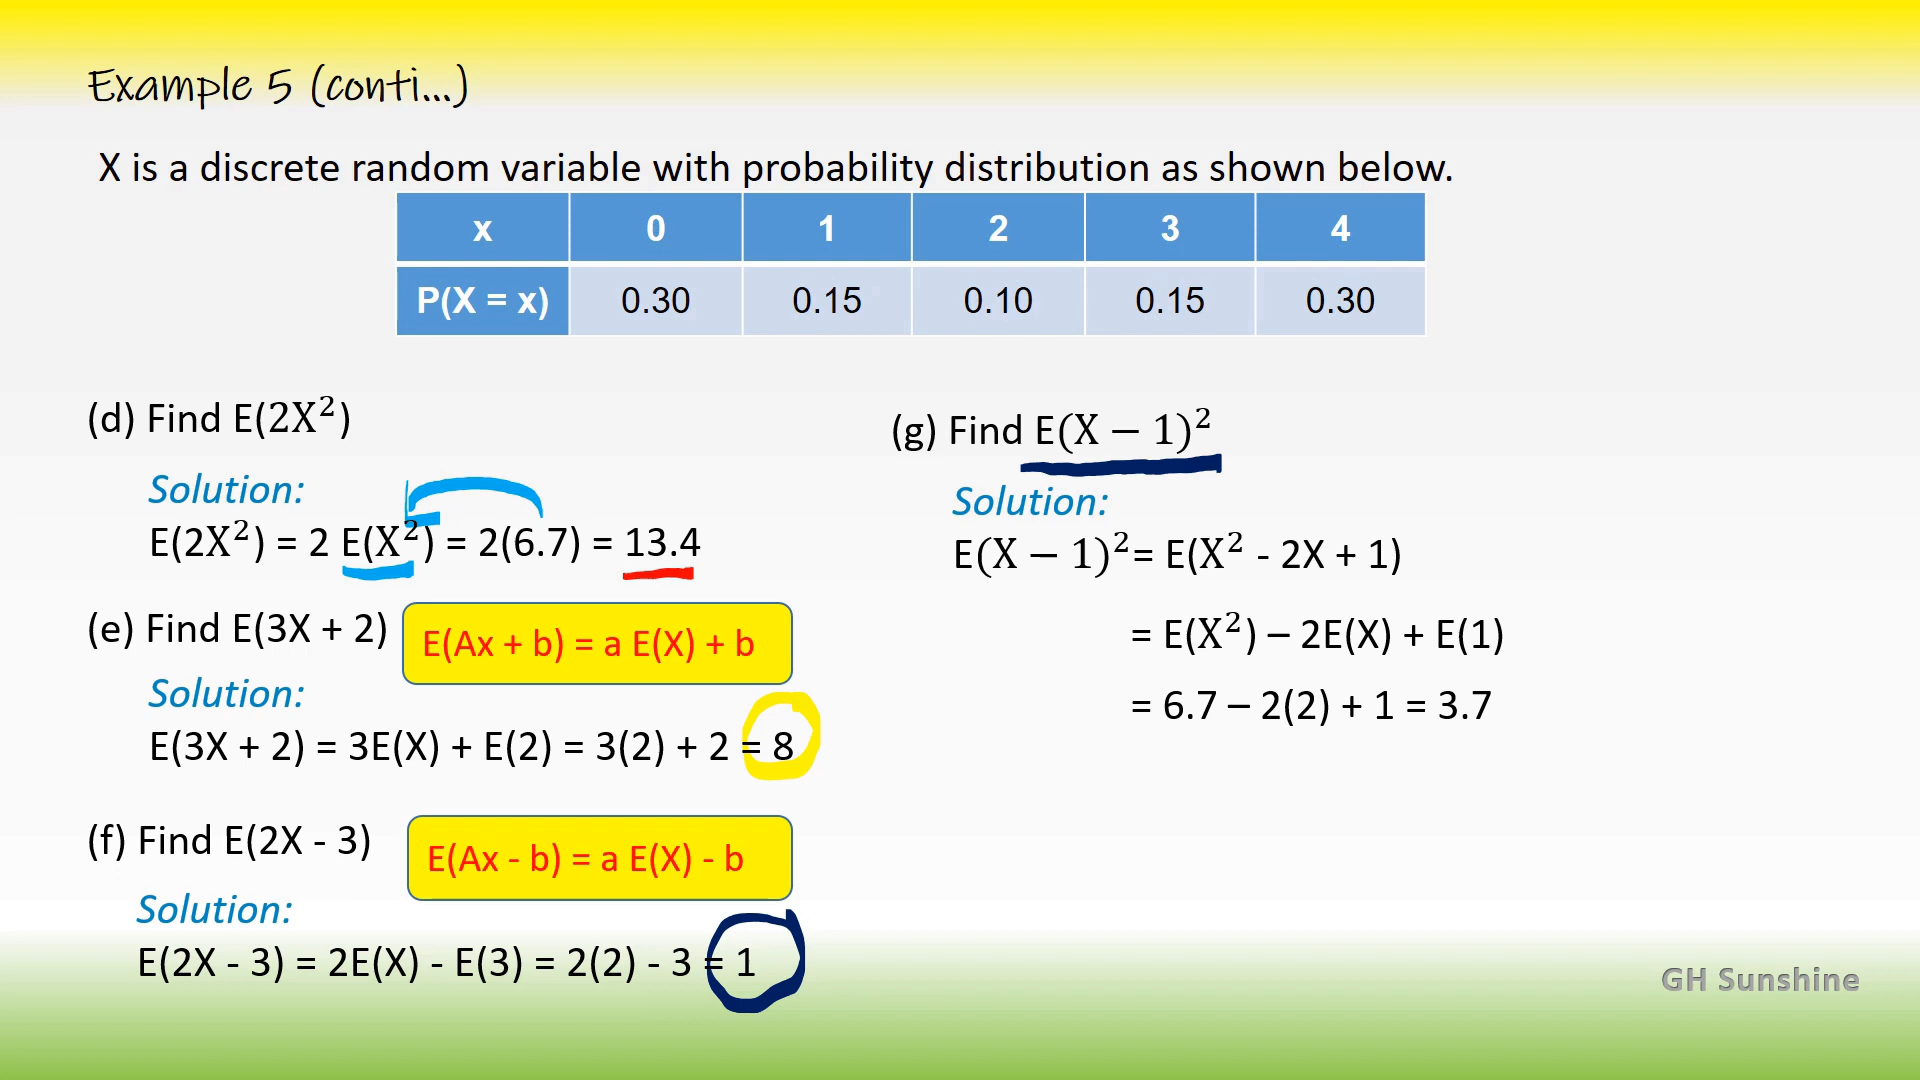 Example 5 (conti...)
X is a discrete random variable with probability distribution as shown below.
x 0 1 2 3 4
P(X = x) 0.30 0.15 0.10 0.15 0.30
(d) Find E(2X²)
Solution:
E(2X²) = 2 E(X²) = 2(6.7) = 13.4
(e) Find E(3X + 2)
E(Ax + b) = a E(X) + b
Solution:
E(3X + 2) = 3E(X) + E(2) = 3(2) + 2 = 8
(f) Find E(2X - 3)
E(Ax - b) = a E(X) - b
Solution:
E(2X - 3) = 2E(X) - E(3) = 2(2) - 3 = 1
(g) Find E(X − 1)²
Solution:
E(X − 1)²= E(X² - 2X + 1)
= E(X²) – 2E(X) + E(1)
= 6.7 – 2(2) + 1 = 3.7
GH Sunshine